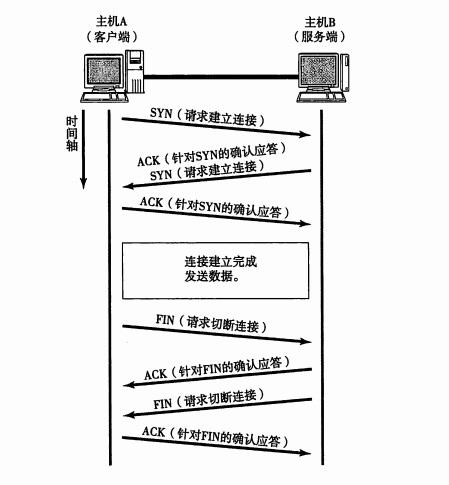 主机A
（客户端）
主机B
（服务端）
时间轴
SYN（请求建立连接）
ACK（针对SYN的确认应答）
SYN（请求建立连接）
ACK（针对SYN的确认应答）
连接建立完成
发送数据。
FIN（请求切断连接）
ACK（针对FIN的确认应答）
FIN（请求切断连接）
ACK（针对FIN的确认应答）